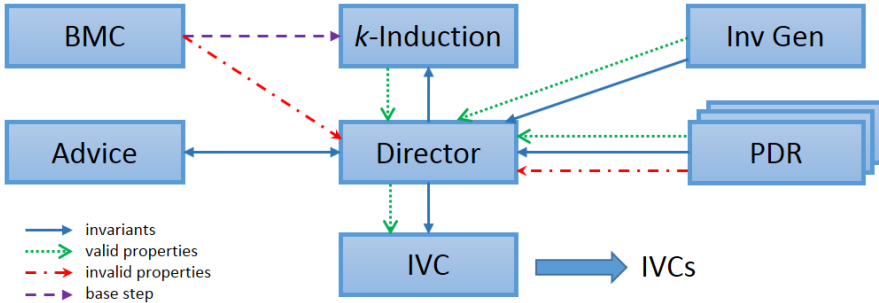 BMC
k-Induction
Inv Gen
Advice
Director
PDR
invariants
valid properties
invalid properties
base step
IVC
IVCs